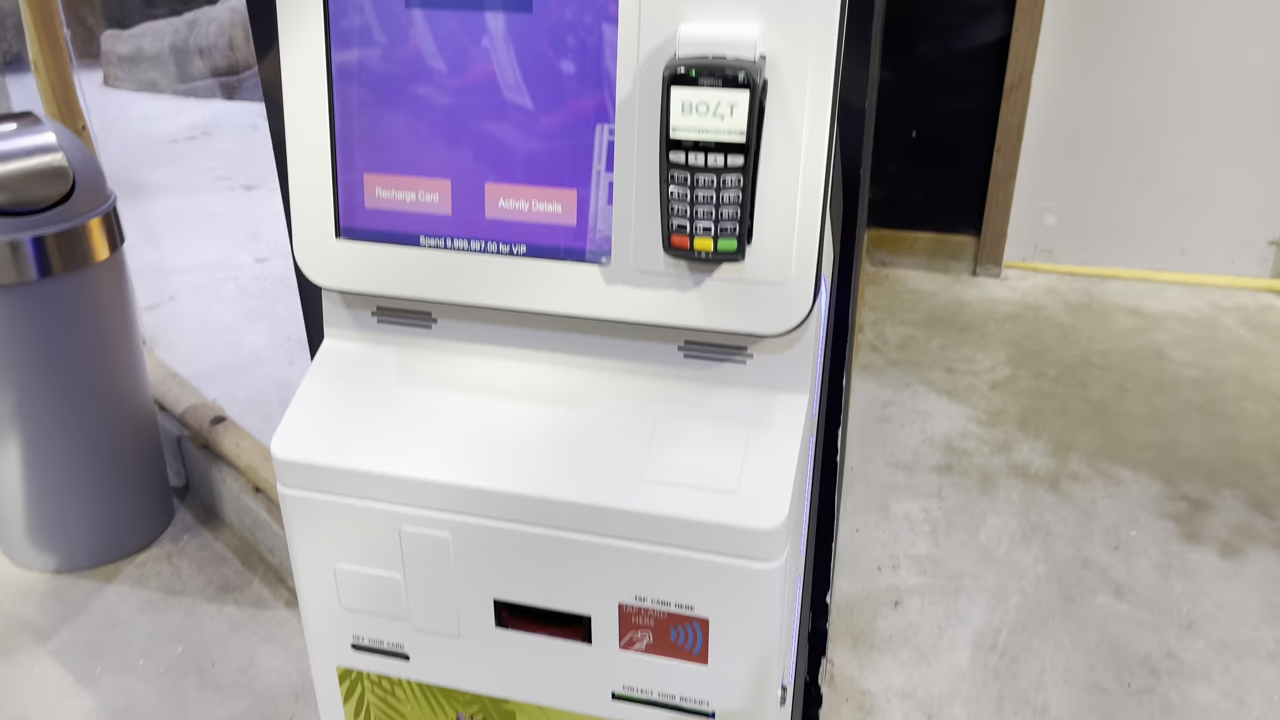 BOLT
Recharge Card
Activity Details
Spend 9,999,997.00 for VIP
TAP CARD HERE
TAP CARD
HERE
GET YOUR CARD
COLLECT YOUR RECEIPT